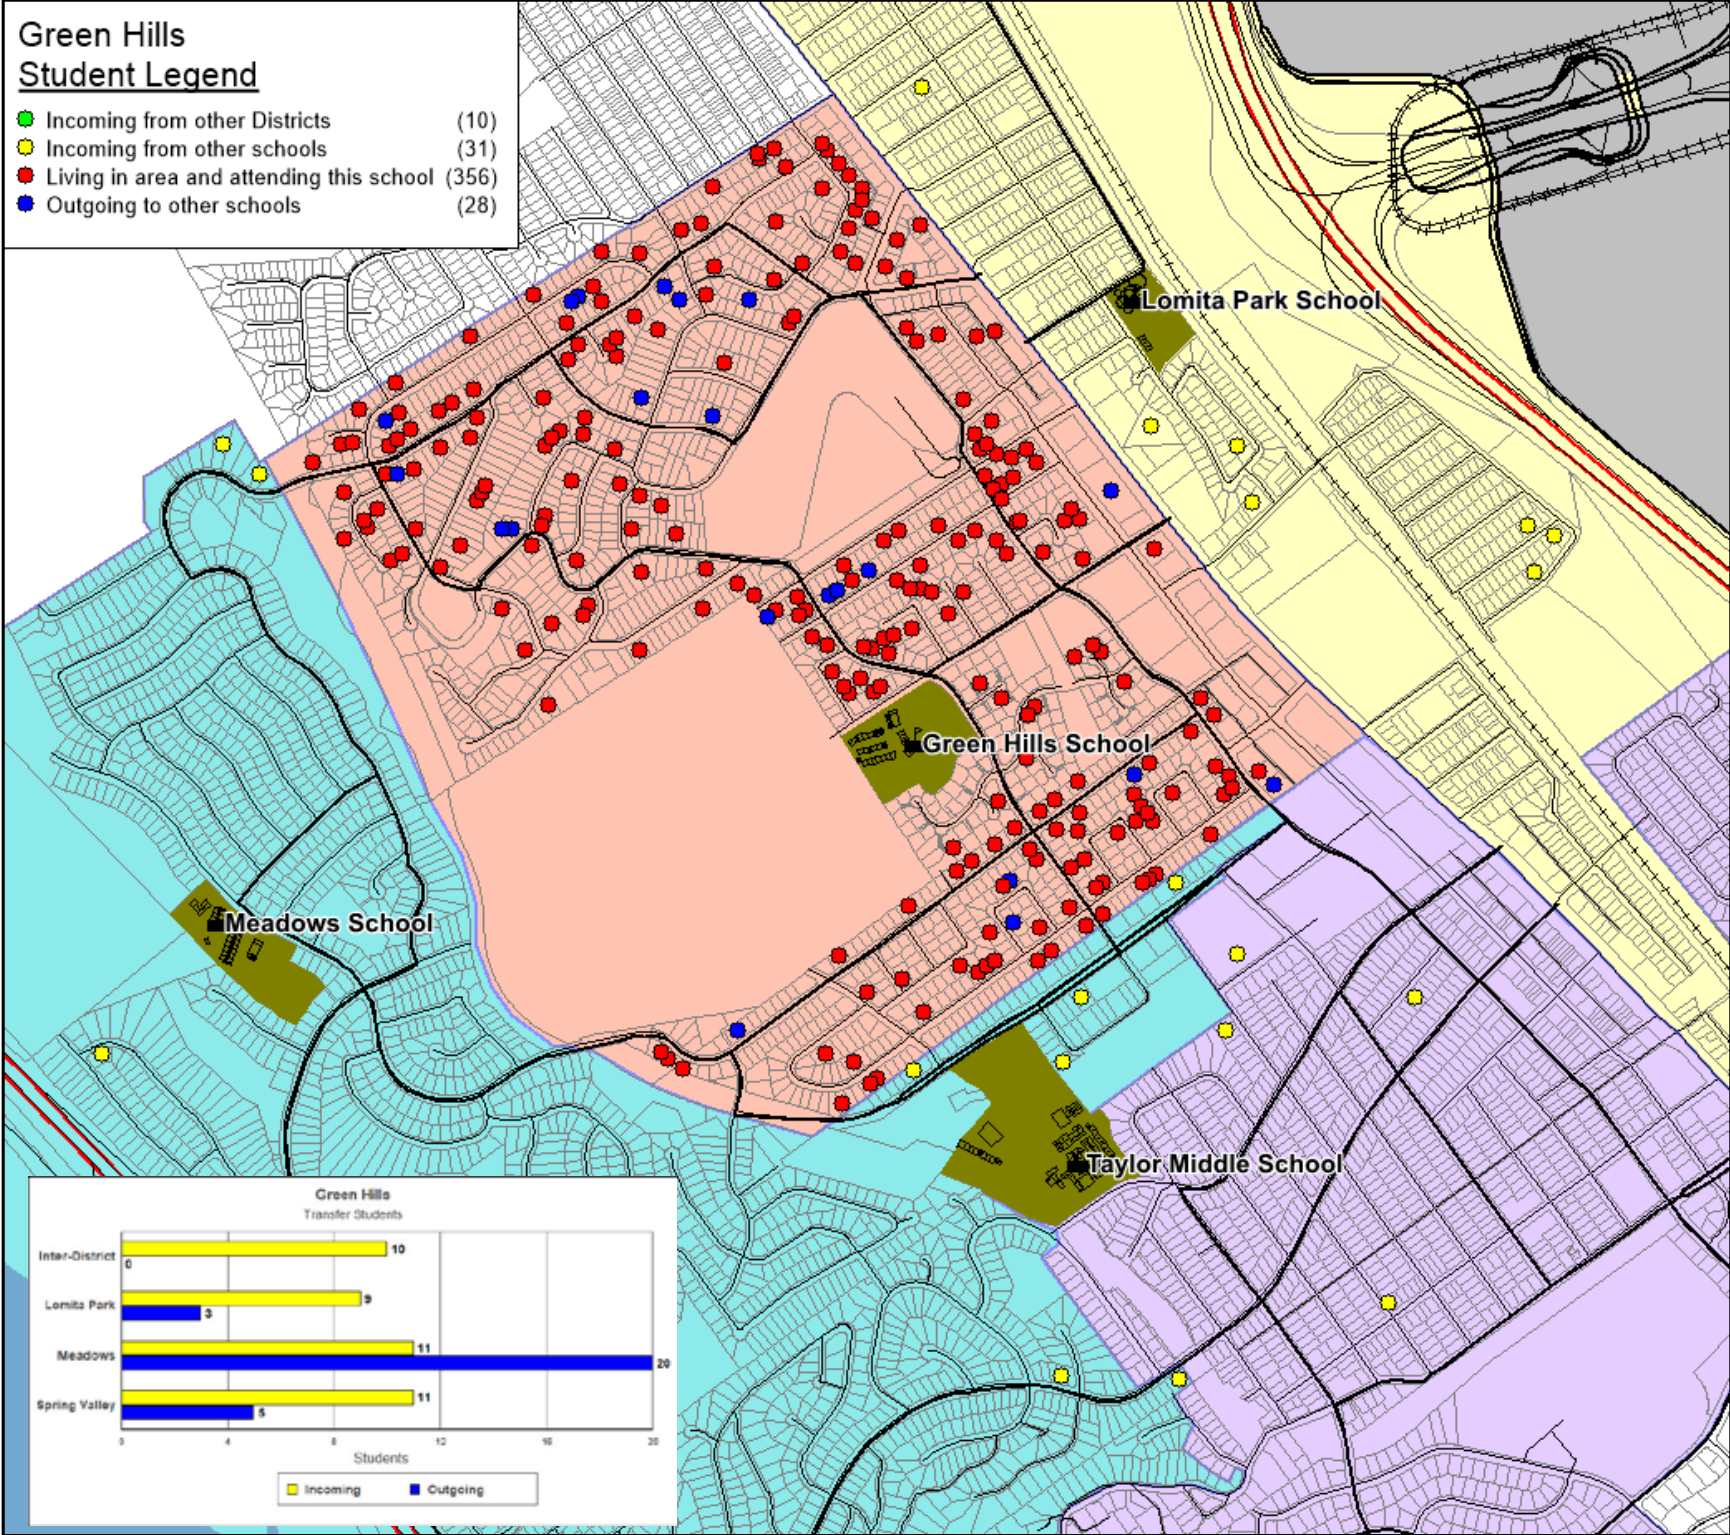 Green Hills
Student Legend
Incoming from other Districts (10)
Incoming from other schools (31)
Living in area and attending this school (356)
Outgoing to other schools (28)
Lomita Park School
Green Hills School
Meadows School
Taylor Middle School
Green Hills
Transfer Students
Inter-District 10
0
Lomita Park 9
3
Meadows 11
20
Spring Valley 11
5
0 4 8 12 16 20
Students
Incoming Outgoing